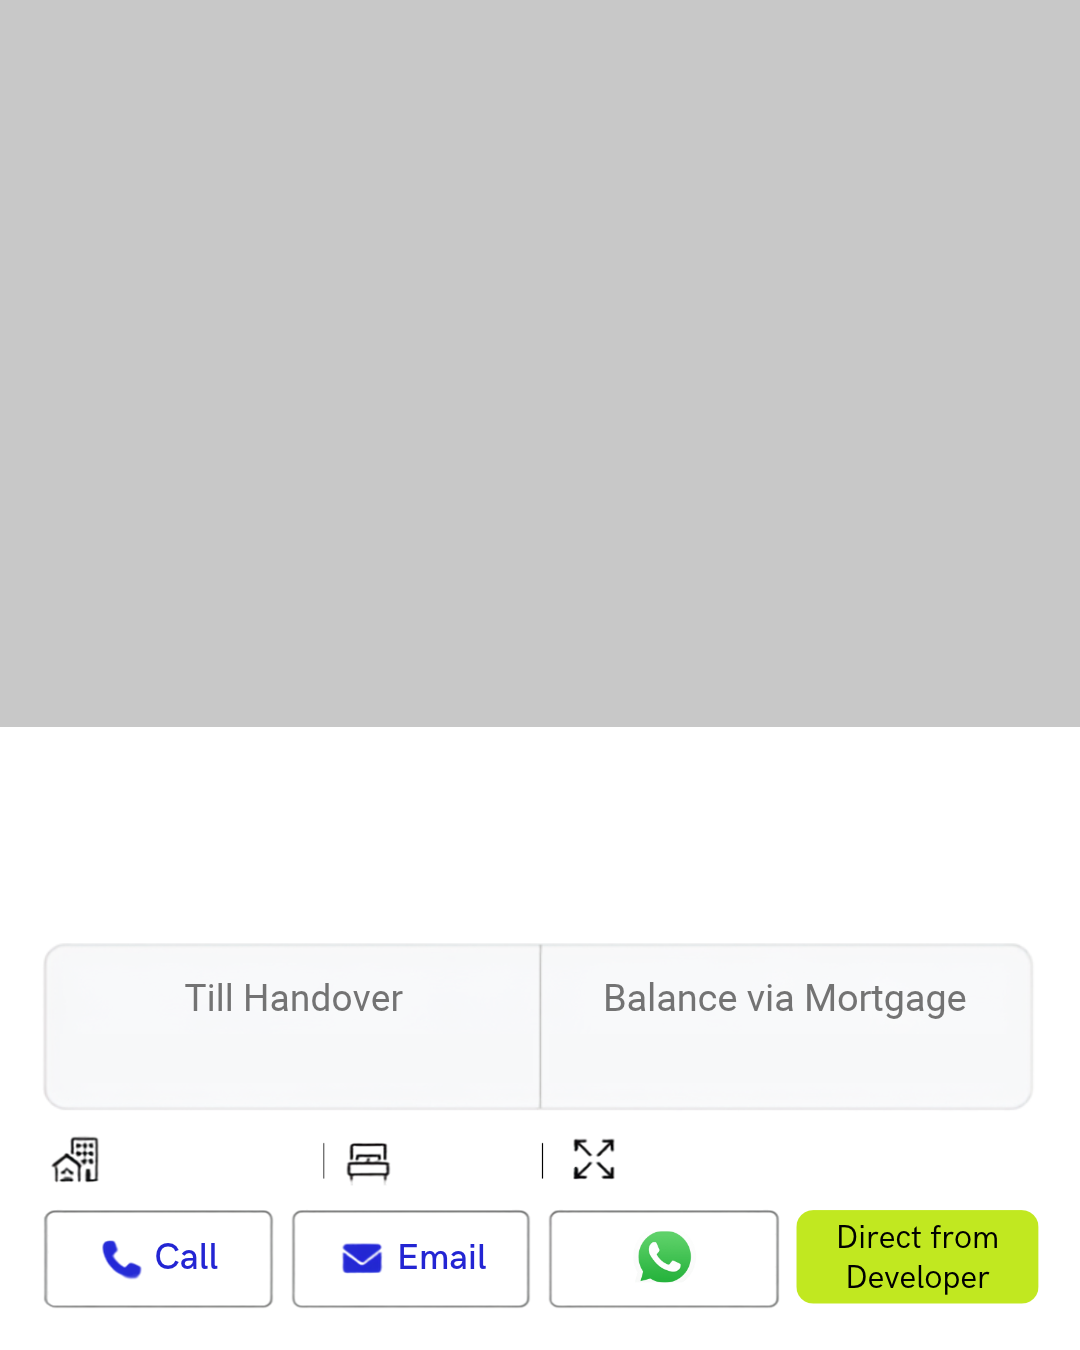 Till Handover
Balance via Mortgage
Call
Email
Direct from
Developer